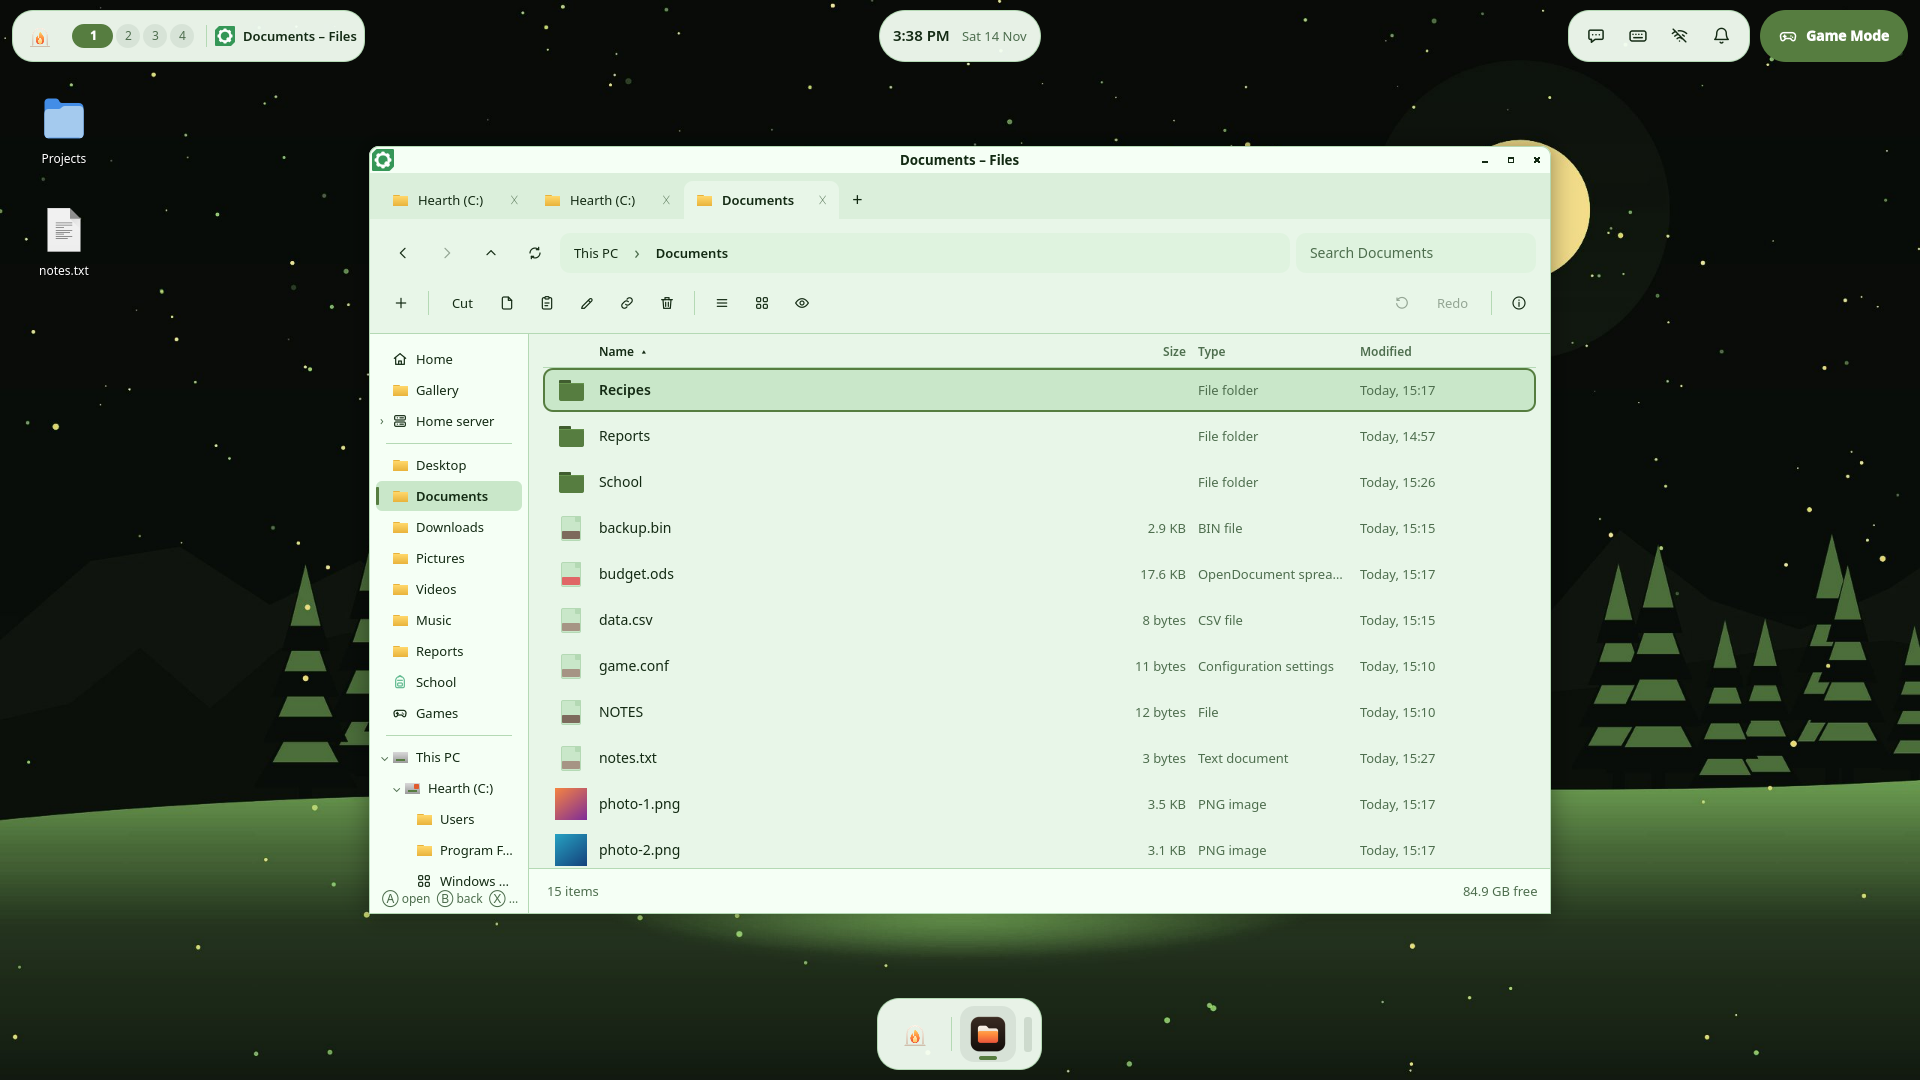 1 2 3 4 Documents – Files
3:38 PM Sat 14 Nov
Game Mode
Projects
notes.txt
Documents – Files
Hearth (C:) X Hearth (C:) X Documents X +
This PC › Documents
Search Documents
Cut
Redo
Home
Gallery
Home server
Desktop
Documents
Downloads
Pictures
Videos
Music
Reports
School
Games
This PC
Hearth (C:)
Users
Program F...
Windows ...
A open B back X ...
Name Size Type Modified
Recipes File folder Today, 15:17
Reports File folder Today, 14:57
School File folder Today, 15:26
backup.bin 2.9 KB BIN file Today, 15:15
budget.ods 17.6 KB OpenDocument sprea... Today, 15:17
data.csv 8 bytes CSV file Today, 15:15
game.conf 11 bytes Configuration settings Today, 15:10
NOTES 12 bytes File Today, 15:10
notes.txt 3 bytes Text document Today, 15:27
photo-1.png 3.5 KB PNG image Today, 15:17
photo-2.png 3.1 KB PNG image Today, 15:17
15 items 84.9 GB free